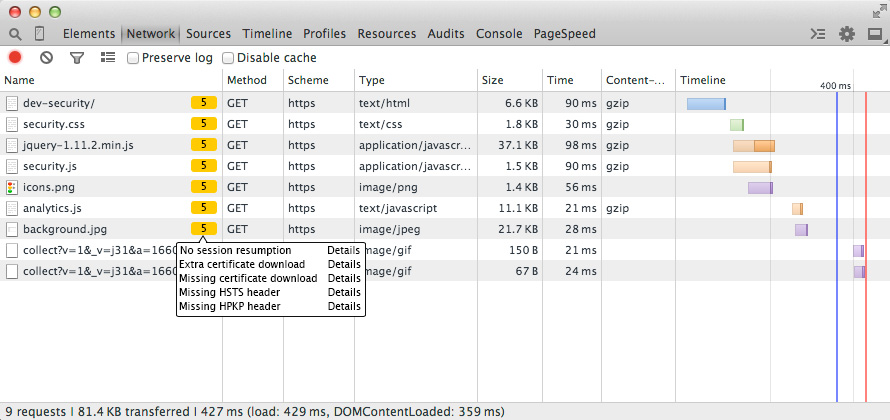 Elements Network Sources Timeline Profiles Resources Audits Console PageSpeed
Preserve log Disable cache
Name Method Scheme Type Size Time Content-... Timeline
400 ms
dev-security/ 5 GET https text/html 6.6 KB 90 ms gzip
security.css 5 GET https text/css 1.8 KB 30 ms gzip
jquery-1.11.2.min.js 5 GET https application/javascr... 37.1 KB 98 ms gzip
security.js 5 GET https application/javascr... 1.5 KB 90 ms gzip
icons.png 5 GET https image/png 1.4 KB 56 ms
analytics.js 5 GET https text/javascript 11.1 KB 21 ms gzip
background.jpg 5 GET https image/jpeg 21.7 KB 28 ms
collect?v=1&_v=j31&a=1660 mage/gif 150 B 21 ms
collect?v=1&_v=j31&a=1660 mage/gif 67 B 24 ms
No session resumption Details
Extra certificate download Details
Missing certificate download Details
Missing HSTS header Details
Missing HPKP header Details
9 requests | 81.4 KB transferred | 427 ms (load: 429 ms, DOMContentLoaded: 359 ms)